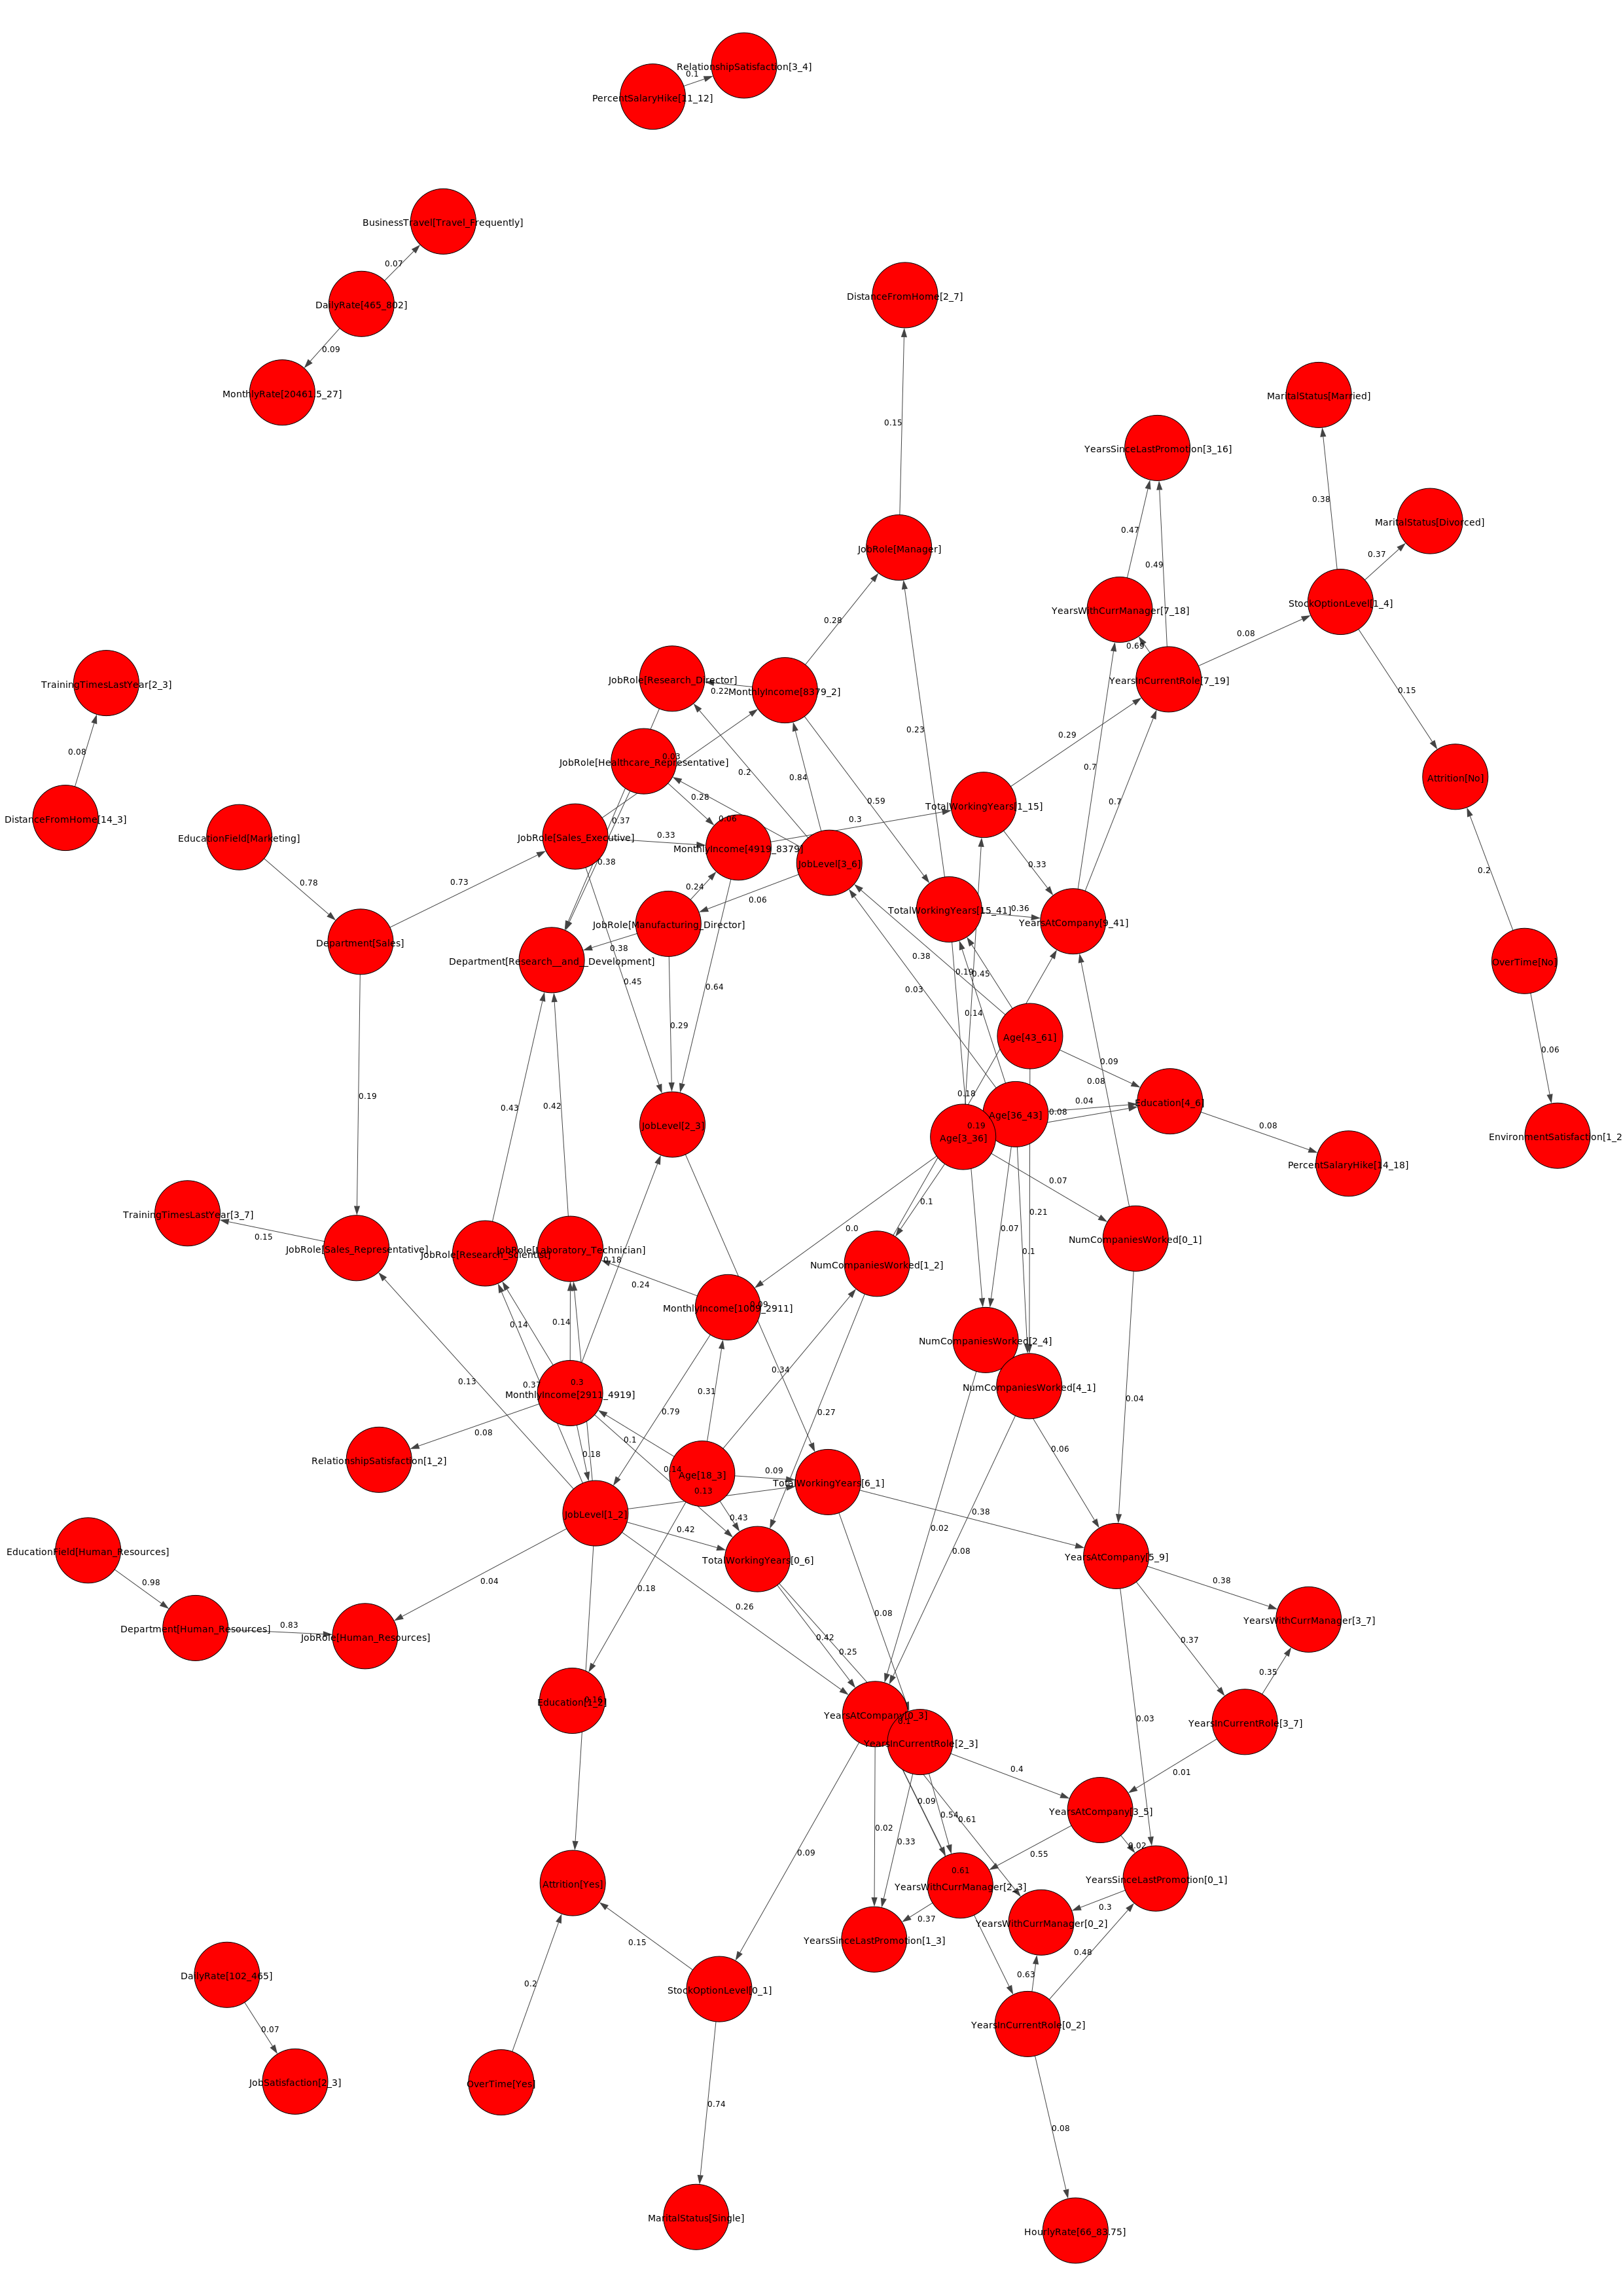 RelationshipSatisfaction[3_4]
0.1
PercentSalaryHike[11_12]
BusinessTravel[Travel_Frequently]
0.07
DailyRate[465_802]
0.09
MonthlyRate[20461.5_27]
DistanceFromHome[2_7]
0.15
MaritalStatus[Married]
YearsSinceLastPromotion[3_16]
0.38
MaritalStatus[Divorced]
0.47
JobRole[Manager]
0.37
0.49
StockOptionLevel[1_4]
YearsWithCurrManager[7_18]
0.28
0.08
0.69
TrainingTimesLastYear[2_3]
JobRole[Research_Director]
YearsInCurrentRole[7_19]
0.22
MonthlyIncome[8379_2]
0.15
0.23
0.29
0.08
0.03
JobRole[Healthcare_Representative]
0.7
0.2
0.84
Attrition[No]
0.28
0.59
0.7
TotalWorkingYears[1_15]
DistanceFromHome[14_3]
0.37
0.06
0.3
EducationField[Marketing]
JobRole[Sales_Executive]
0.33
MonthlyIncome[4919_8379]
0.38
JobLevel[3_6]
0.33
0.2
0.78
0.73
0.24
0.06
JobRole[Manufacturing_Director]
TotalWorkingYears[15_41]
0.36
YearsAtCompany[9_41]
Department[Sales]
0.38
Department[Research__and__Development]
0.38
OverTime[No]
0.45
0.64
0.03
0.19
0.45
0.14
0.29
Age[43_61]
0.06
0.09
0.08
0.19
0.43
0.42
0.18
0.04
Education[4_6]
0.08
Age[36_43]
JobLevel[2_3]
0.19
Age[3_36]
0.08
EnvironmentSatisfaction[1_2
PercentSalaryHike[14_18]
0.07
0.1
TrainingTimesLastYear[3_7]
0.21
0.0
0.07
0.15
JobRole[Sales_Representative]
JobRole[Research_Scientist]
JobRole[Laboratory_Technician]
0.18
NumCompaniesWorked[0_1]
0.1
NumCompaniesWorked[1_2]
0.24
MonthlyIncome[1009_2911]
0.09
0.14
0.14
NumCompaniesWorked[2_4]
0.34
0.13
0.37
0.3
NumCompaniesWorked[4_1]
MonthlyIncome[2911_4919]
0.31
0.04
0.79
0.27
0.08
0.1
0.18
0.06
RelationshipSatisfaction[1_2]
0.14
Age[18_3]
0.09
TotalWorkingYears[6_1]
0.13
JobLevel[1_2]
0.43
0.38
0.42
0.02
EducationField[Human_Resources]
0.08
YearsAtCompany[5_9]
TotalWorkingYears[0_6]
0.98
0.04
0.18
0.38
0.26
0.08
YearsWithCurrManager[3_7]
0.83
Department[Human_Resources]
JobRole[Human_Resources]
0.42
0.37
0.25
0.35
Education[1_2]
0.16
YearsAtCompany[0_3]
0.1
0.03
YearsInCurrentRole[3_7]
YearsInCurrentRole[2_3]
0.4
0.01
0.09
YearsAtCompany[3_5]
0.54
0.61
0.02
0.33
0.02
0.09
0.55
0.61
Attrition[Yes]
YearsWithCurrManager[2_3]
YearsSinceLastPromotion[0_1]
0.3
0.37
YearsWithCurrManager[0_2]
0.15
YearsSinceLastPromotion[1_3]
0.48
DailyRate[102_465]
0.63
0.2
StockOptionLevel[0_1]
0.07
YearsInCurrentRole[0_2]
JobSatisfaction[2_3]
OverTime[Yes]
0.74
0.08
MaritalStatus[Single]
HourlyRate[66_83.75]